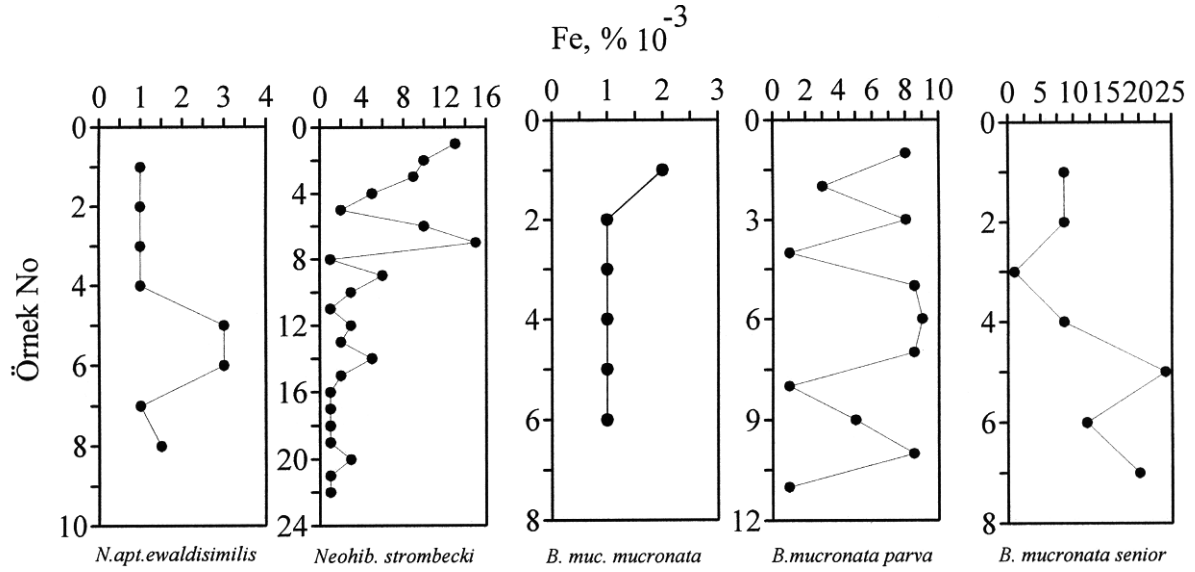 Fe, % 10⁻³
0 1 2 3 4
0 4 8 12 16
0 1 2 3
0 2 4 6 8 10
0 5 10 15 20 25
Örnek No
0
2
4
6
8
10
0
4
8
12
16
20
24
0
2
4
6
8
0
3
6
9
12
0
2
4
6
8
N.apt.ewaldisimilis
Neohib. strombecki
B. muc. mucronata
B.mucronata parva
B. mucronata senior